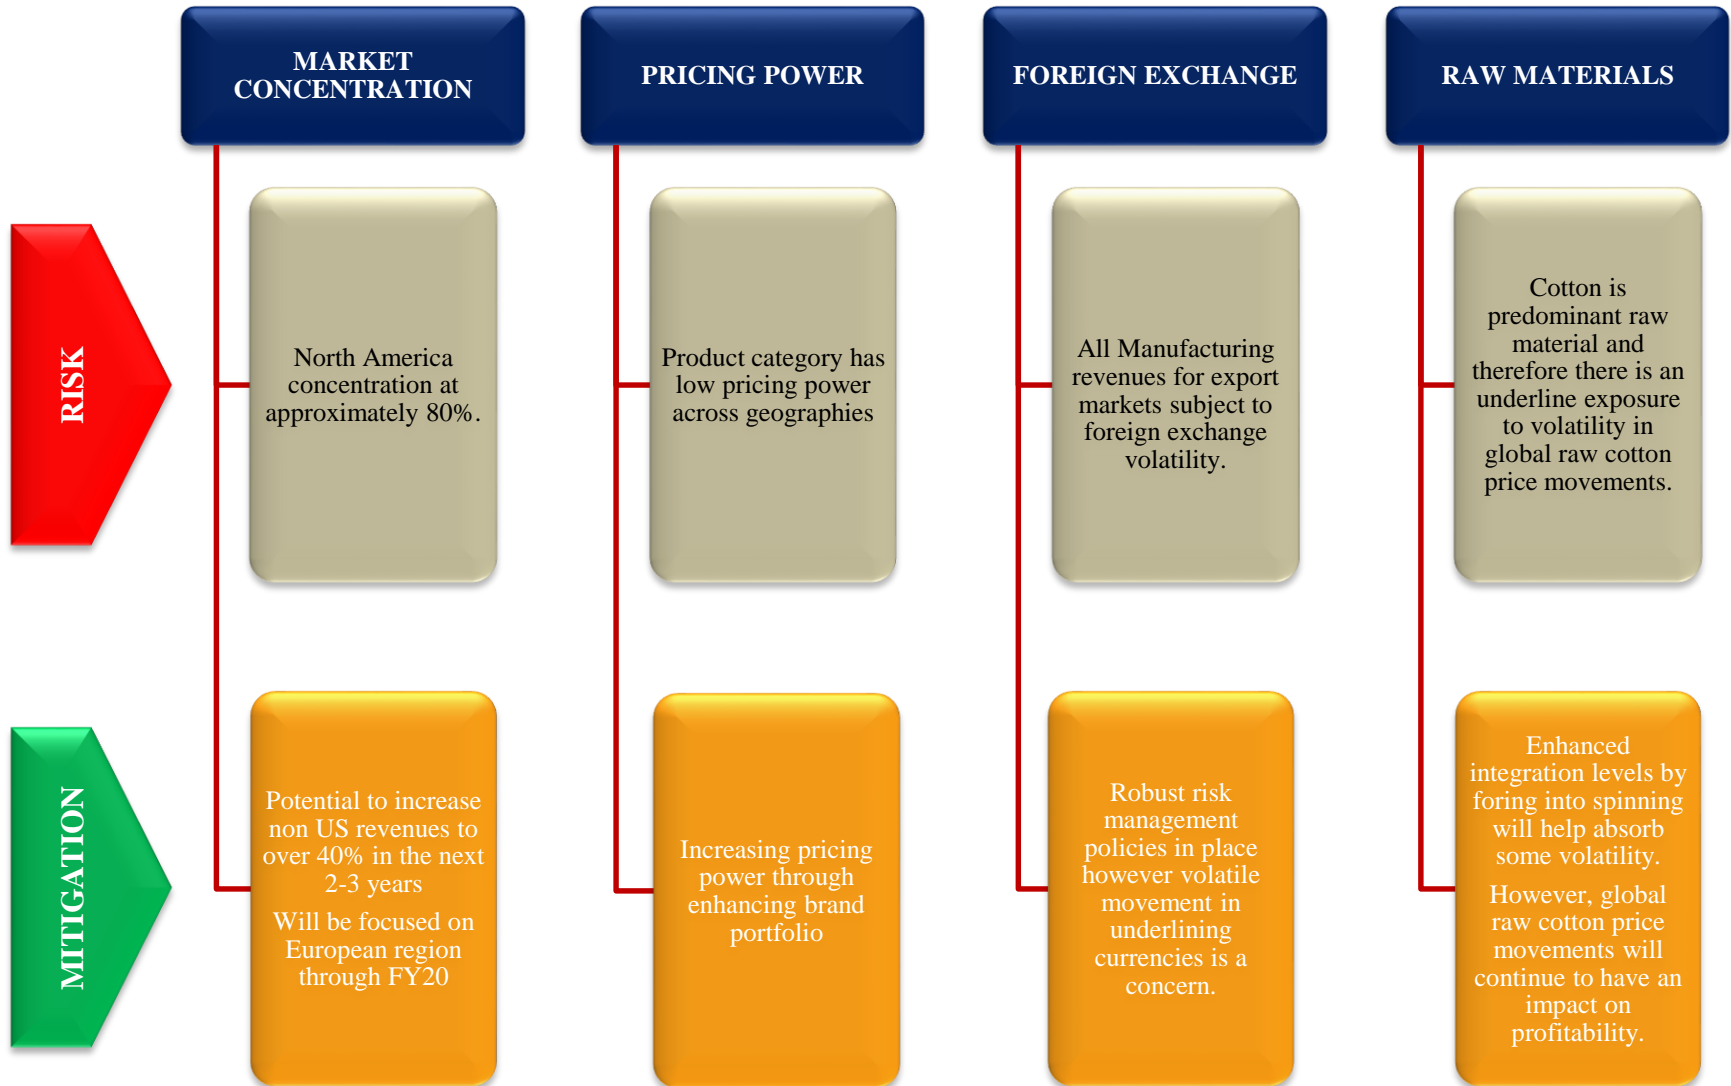 MARKET
CONCENTRATION
PRICING POWER
FOREIGN EXCHANGE
RAW MATERIALS
RISK
North America
concentration at
approximately 80%.
Product category has
low pricing power
across geographies
All Manufacturing
revenues for export
markets subject to
foreign exchange
volatility.
Cotton is
predominant raw
material and
therefore there is an
underline exposure
to volatility in
global raw cotton
price movements.
MITIGATION
Potential to increase
non US revenues to
over 40% in the next
2-3 years
Will be focused on
European region
through FY20
Increasing pricing
power through
enhancing brand
portfolio
Robust risk
management
policies in place
however volatile
movement in
underlining
currencies is a
concern.
Enhanced
integration levels by
foring into spinning
will help absorb
some volatility.
However, global
raw cotton price
movements will
continue to have an
impact on
profitability.